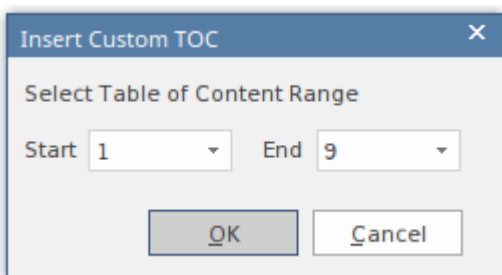 Insert Custom TOC
Select Table of Content Range
Start 1 End 9
OK Cancel